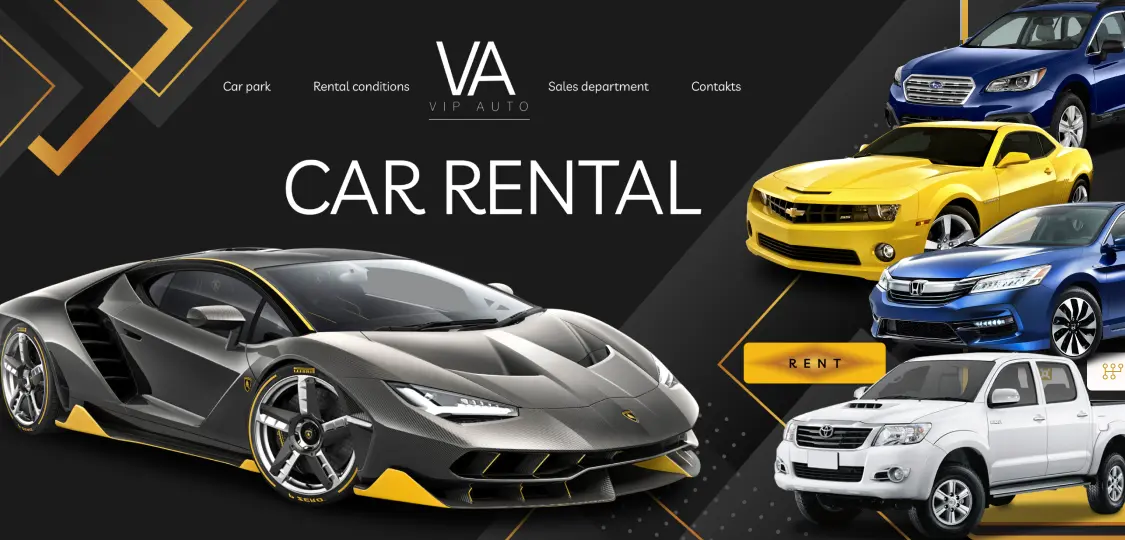 Car park
Rental conditions
VA
VIP AUTO
Sales department
Contakts
CAR RENTAL
RENT